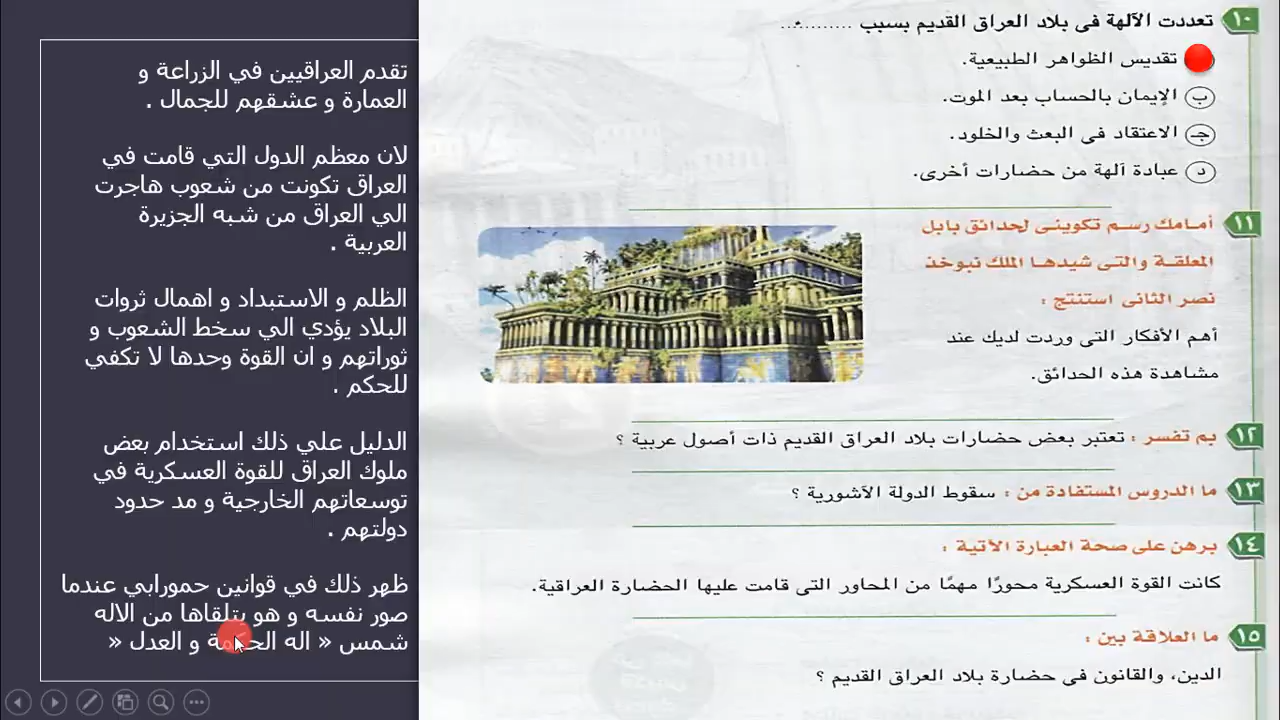 ١٠ تعددت الآلهة فى بلاد العراق القديم بسبب ............
تقديس الظواهر الطبيعية.
ب الإيمان بالحساب بعد الموت.
جـ الاعتقاد فى البعث والخلود.
د عبادة آلهة من حضارات أخرى.
١١ أمامك رسم تكوينى لحدائق بابل
المعلقة والتى شيدها الملك نبوخذ
نصر الثانى استنتج :
أهم الأفكار التى وردت لديك عند
مشاهدة هذه الحدائق.
١٢ بم تفسر : تعتبر بعض حضارات بلاد العراق القديم ذات أصول عربية ؟
١٣ ما الدروس المستفادة من : سقوط الدولة الآشورية ؟
١٤ برهن على صحة العبارة الآتية :
كانت القوة العسكرية محورًا مهمًا من المحاور التى قامت عليها الحضارة العراقية.
١٥ ما العلاقة بين :
الدين، والقانون فى حضارة بلاد العراق القديم ؟
تقدم العراقيين في الزراعة و
العمارة و عشقهم للجمال .
لان معظم الدول التي قامت في
العراق تكونت من شعوب هاجرت
الي العراق من شبه الجزيرة
العربية .
الظلم و الاستبداد و اهمال ثروات
البلاد يؤدي الي سخط الشعوب و
ثوراتهم و ان القوة وحدها لا تكفي
للحكم .
الدليل علي ذلك استخدام بعض
ملوك العراق للقوة العسكرية في
توسعاتهم الخارجية و مد حدود
دولتهم .
ظهر ذلك في قوانين حمورابي عندما
صور نفسه و هو يتلقاها من الاله
شمس « اله الحكمة و العدل «